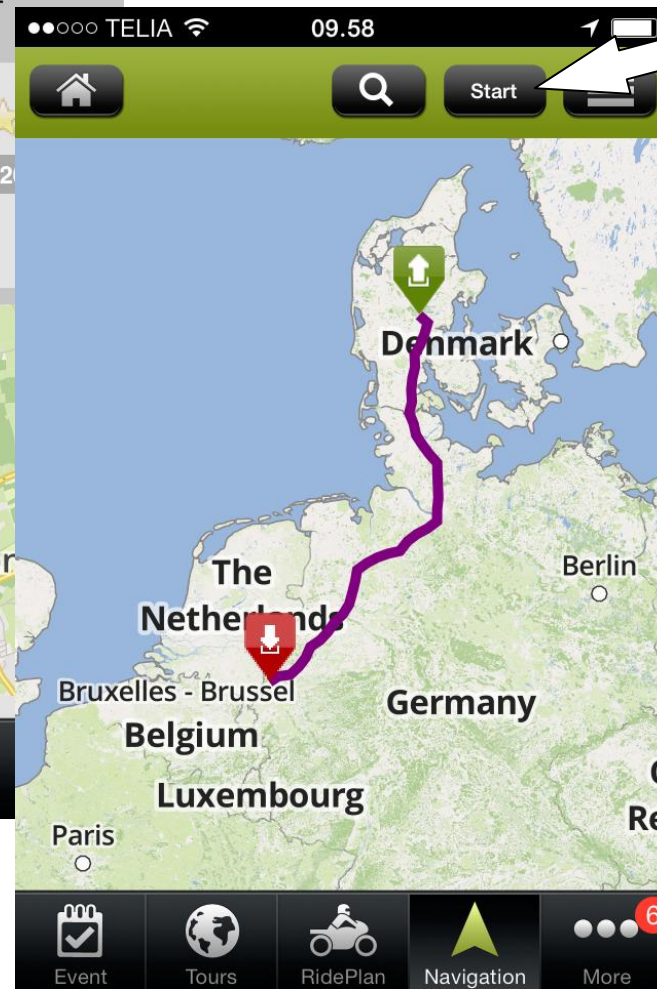 TELIA 09.58
Start
Denmark
Berlin
The
Netherlands
Bruxelles - Brussel
Germany
Belgium
Luxembourg
Paris
6
Event Tours RidePlan Navigation More